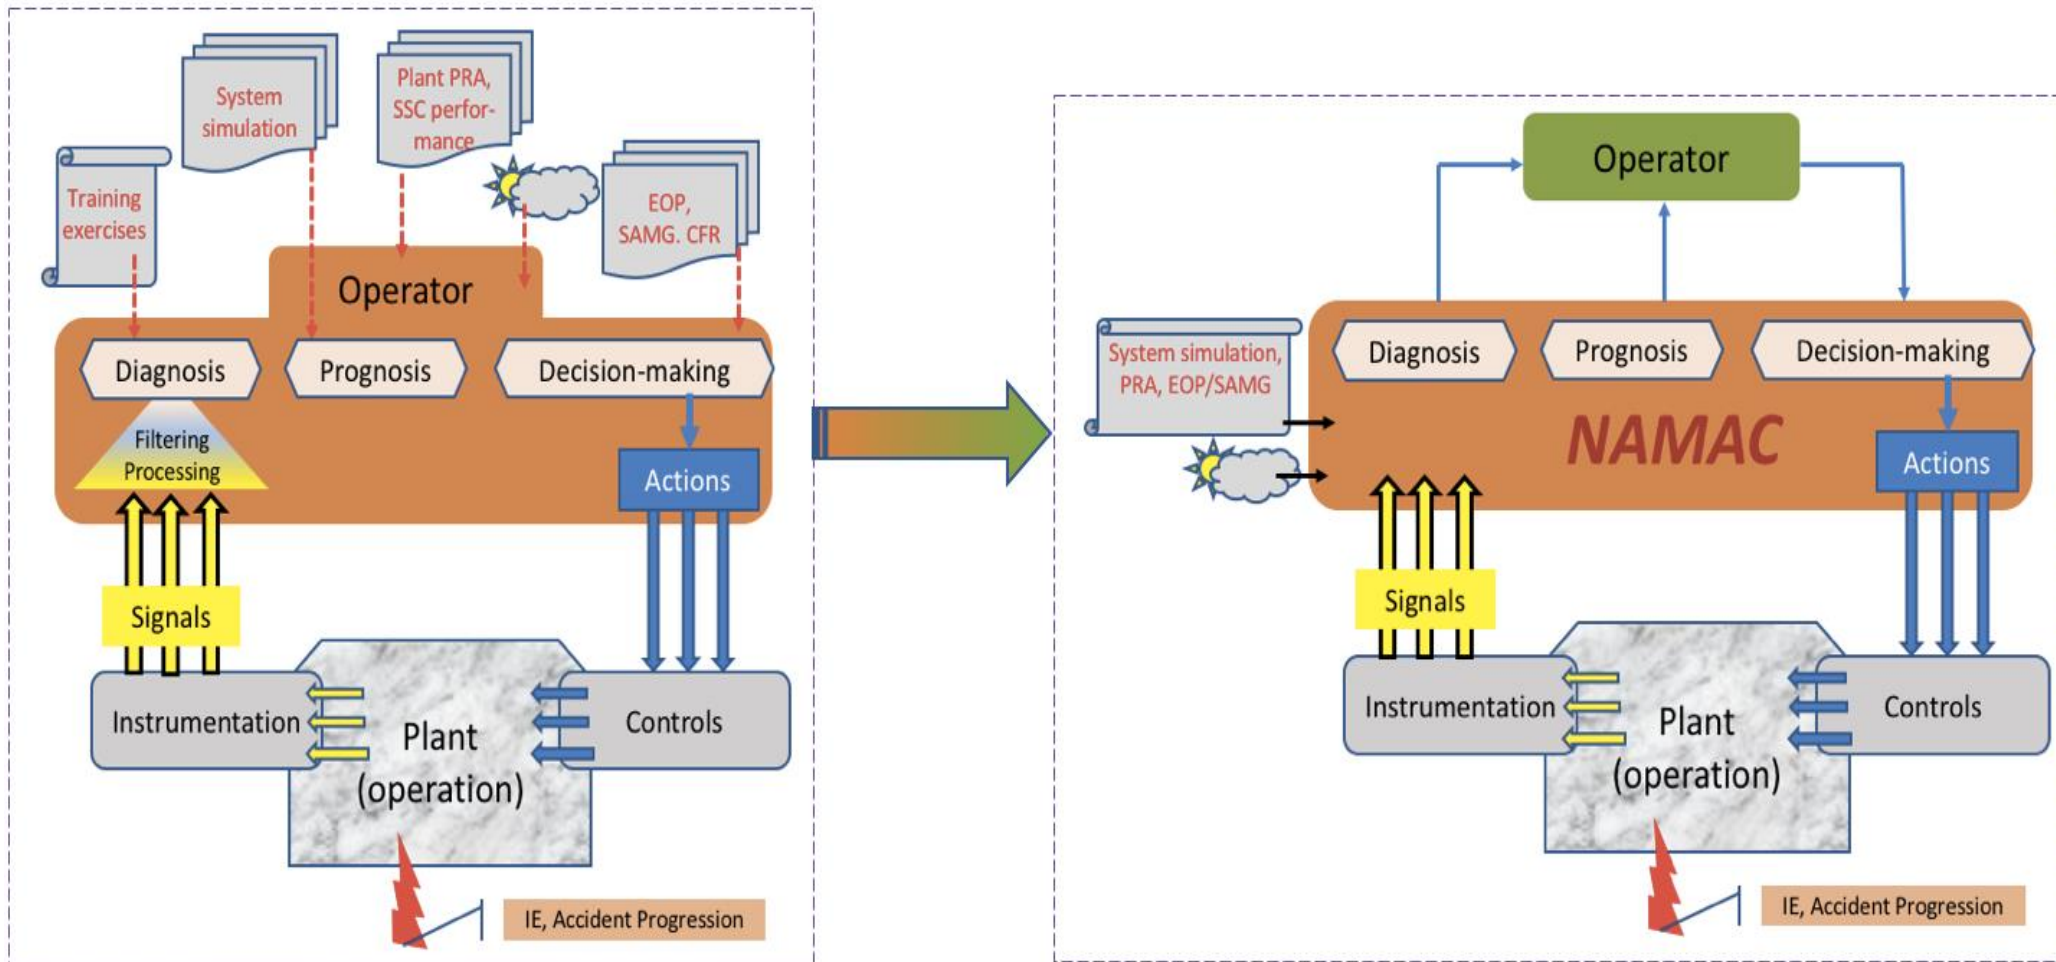 System
simulation
Plant PRA,
SSC perfor-
mance
Training
exercises
EOP,
SAMG. CFR
Operator
Diagnosis
Prognosis
Decision-making
Filtering
Processing
Actions
Signals
Instrumentation
Plant
(operation)
Controls
IE, Accident Progression
Operator
System simulation,
PRA, EOP/SAMG
Diagnosis
Prognosis
Decision-making
NAMAC
Actions
Signals
Instrumentation
Plant
(operation)
Controls
IE, Accident Progression